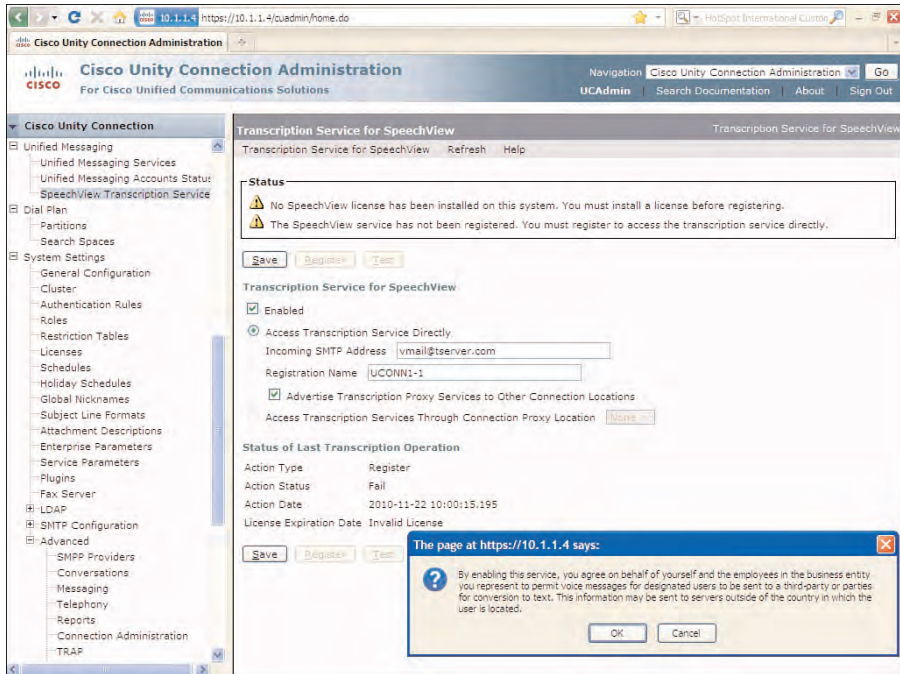 10.1.1.4 https://10.1.1.4/cuadmin/home.do
HotSpot International Custon
Cisco Unity Connection Administration
CISCO
Cisco Unity Connection Administration
For Cisco Unified Communications Solutions
Navigation Cisco Unity Connection Administration Go
UCAdmin | Search Documentation | About | Sign Out
Cisco Unity Connection
Unified Messaging
Unified Messaging Services
Unified Messaging Accounts Status
SpeechView Transcription Service
Dial Plan
Partitions
Search Spaces
System Settings
General Configuration
Cluster
Authentication Rules
Roles
Restriction Tables
Licenses
Schedules
Holiday Schedules
Global Nicknames
Subject Line Formats
Attachment Descriptions
Enterprise Parameters
Service Parameters
Plugins
Fax Server
LDAP
SMTP Configuration
Advanced
SMPP Providers
Conversations
Messaging
Telephony
Reports
Connection Administration
TRAP
Transcription Service for SpeechView
Transcription Service for SpeechView
Transcription Service for SpeechView Refresh Help
Status
No SpeechView license has been installed on this system. You must install a license before registering.
The SpeechView service has not been registered. You must register to access the transcription service directly.
Save Register Test
Transcription Service for SpeechView
Enabled
Access Transcription Service Directly
Incoming SMTP Address vmail@tserver.com
Registration Name UCONN1-1
Advertise Transcription Proxy Services to Other Connection Locations
Access Transcription Services Through Connection Proxy Location None
Status of Last Transcription Operation
Action Type Register
Action Status Fail
Action Date 2010-11-22 10:00:15.195
License Expiration Date Invalid License
Save Register Test
The page at https://10.1.1.4 says:
By enabling this service, you agree on behalf of yourself and the employees in the business entity
you represent to permit voice messages for designated users to be sent to a third-party or parties
for conversion to text. This information may be sent to servers outside of the country in which the
user is located.
OK Cancel